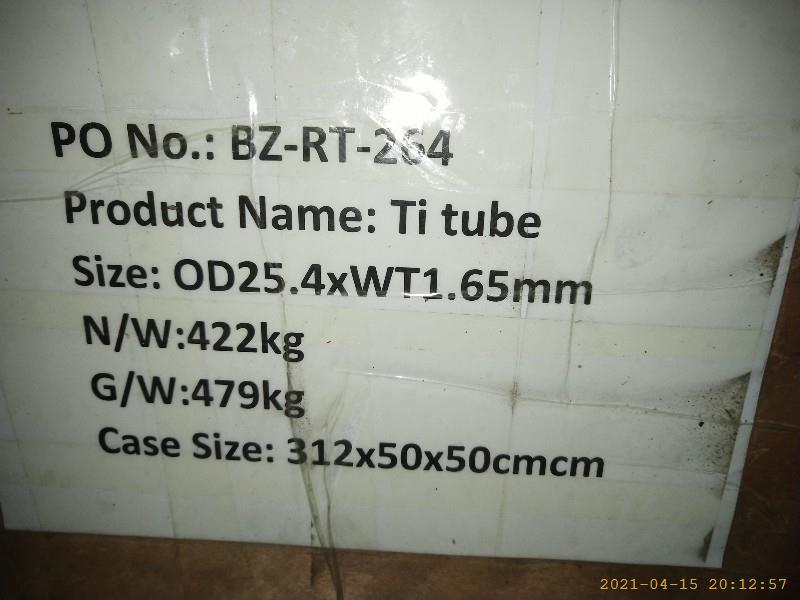 PO No.: BZ-RT-264
Product Name: Ti tube
Size: OD25.4xWT1.65mm
N/W:422kg
G/W:479kg
Case Size: 312x50x50cmcm
2021-04-15 20:12:57